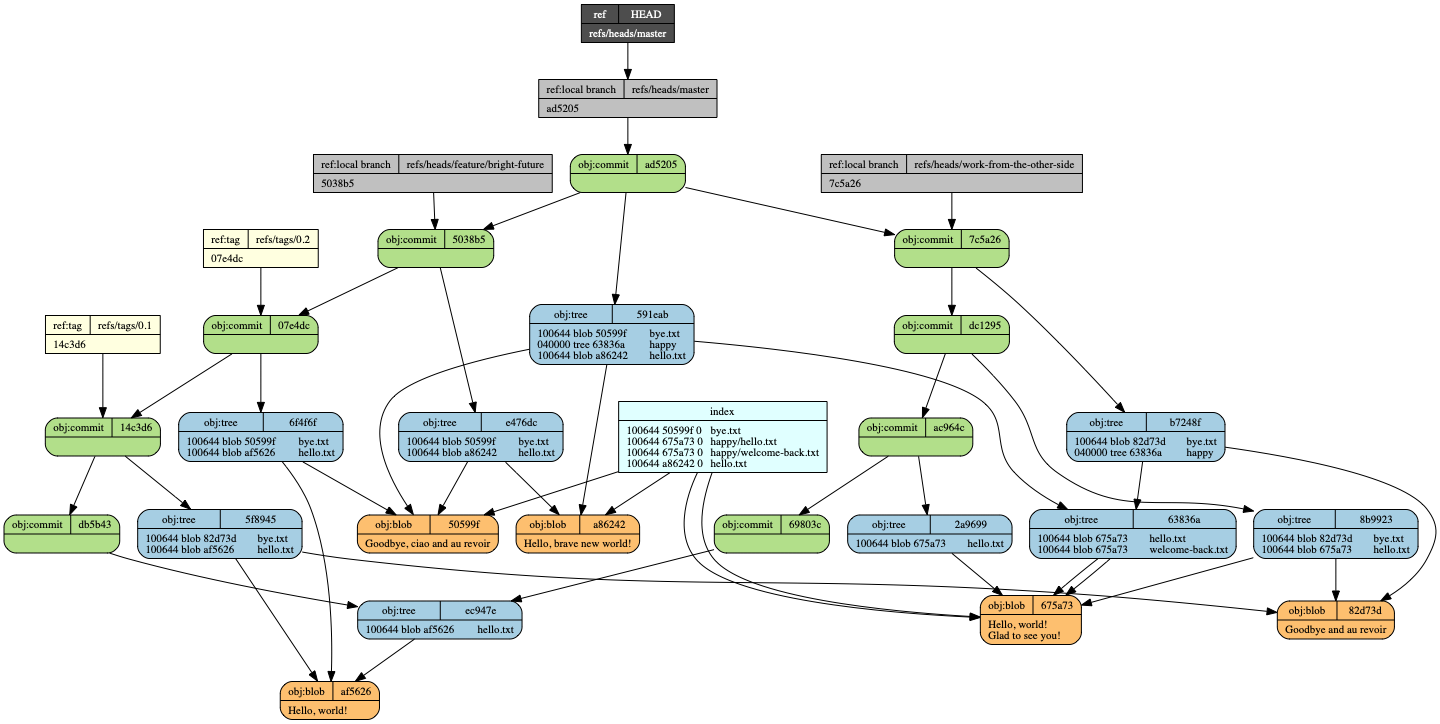 ref HEAD
refs/heads/master
ref:local branch refs/heads/master
ad5205
ref:local branch refs/heads/feature/bright-future
5038b5
obj:commit ad5205
ref:local branch refs/heads/work-from-the-other-side
7c5a26
ref:tag refs/tags/0.2
07e4dc
obj:commit 5038b5
obj:commit 7c5a26
ref:tag refs/tags/0.1
14c3d6
obj:commit 07e4dc
obj:tree 591eab
100644 blob 50599f bye.txt
040000 tree 63836a happy
100644 blob a86242 hello.txt
obj:commit dc1295
obj:commit 14c3d6
obj:tree 6f4f6f
100644 blob 50599f bye.txt
100644 blob af5626 hello.txt
obj:tree e476dc
100644 blob 50599f bye.txt
100644 blob a86242 hello.txt
index
100644 50599f 0 bye.txt
100644 675a73 0 happy/hello.txt
100644 675a73 0 happy/welcome-back.txt
100644 a86242 0 hello.txt
obj:commit ac964c
obj:tree b7248f
100644 blob 82d73d bye.txt
040000 tree 63836a happy
obj:commit db5b43
obj:tree 5f8945
100644 blob 82d73d bye.txt
100644 blob af5626 hello.txt
obj:blob 50599f
Goodbye, ciao and au revoir
obj:blob a86242
Hello, brave new world!
obj:commit 69803c
obj:tree 2a9699
100644 blob 675a73 hello.txt
obj:tree 63836a
100644 blob 675a73 hello.txt
100644 blob 675a73 welcome-back.txt
obj:tree 8b9923
100644 blob 82d73d bye.txt
100644 blob 675a73 hello.txt
obj:tree ec947e
100644 blob af5626 hello.txt
obj:blob 675a73
Hello, world!
Glad to see you!
obj:blob 82d73d
Goodbye and au revoir
obj:blob af5626
Hello, world!